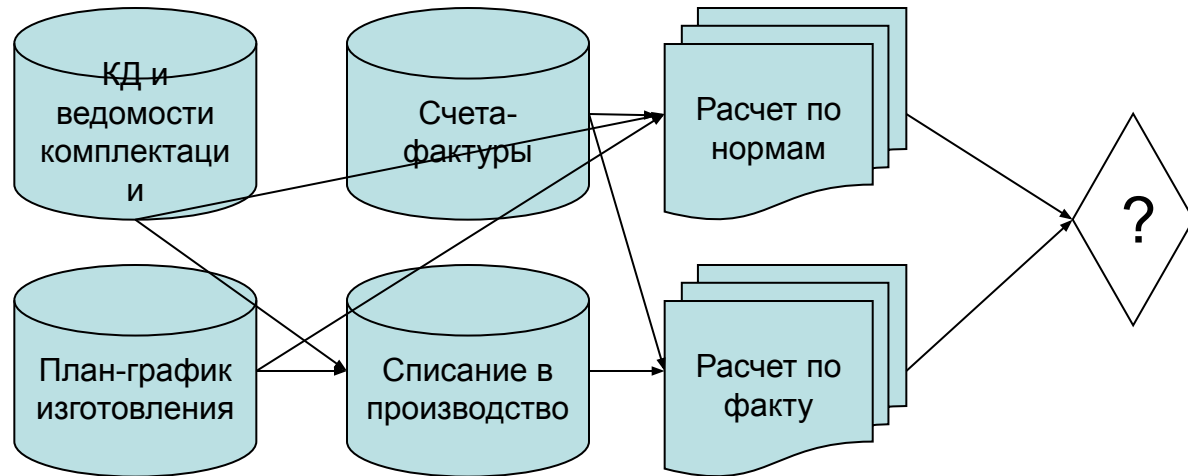 КД и
ведомости
комплектаци
и
Счета-
фактуры
Расчет по
нормам
?
План-график
изготовления
Списание в
производство
Расчет по
факту